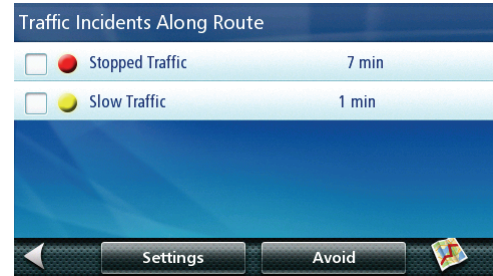 Traffic Incidents Along Route
Stopped Traffic 7 min
Slow Traffic 1 min
Settings Avoid